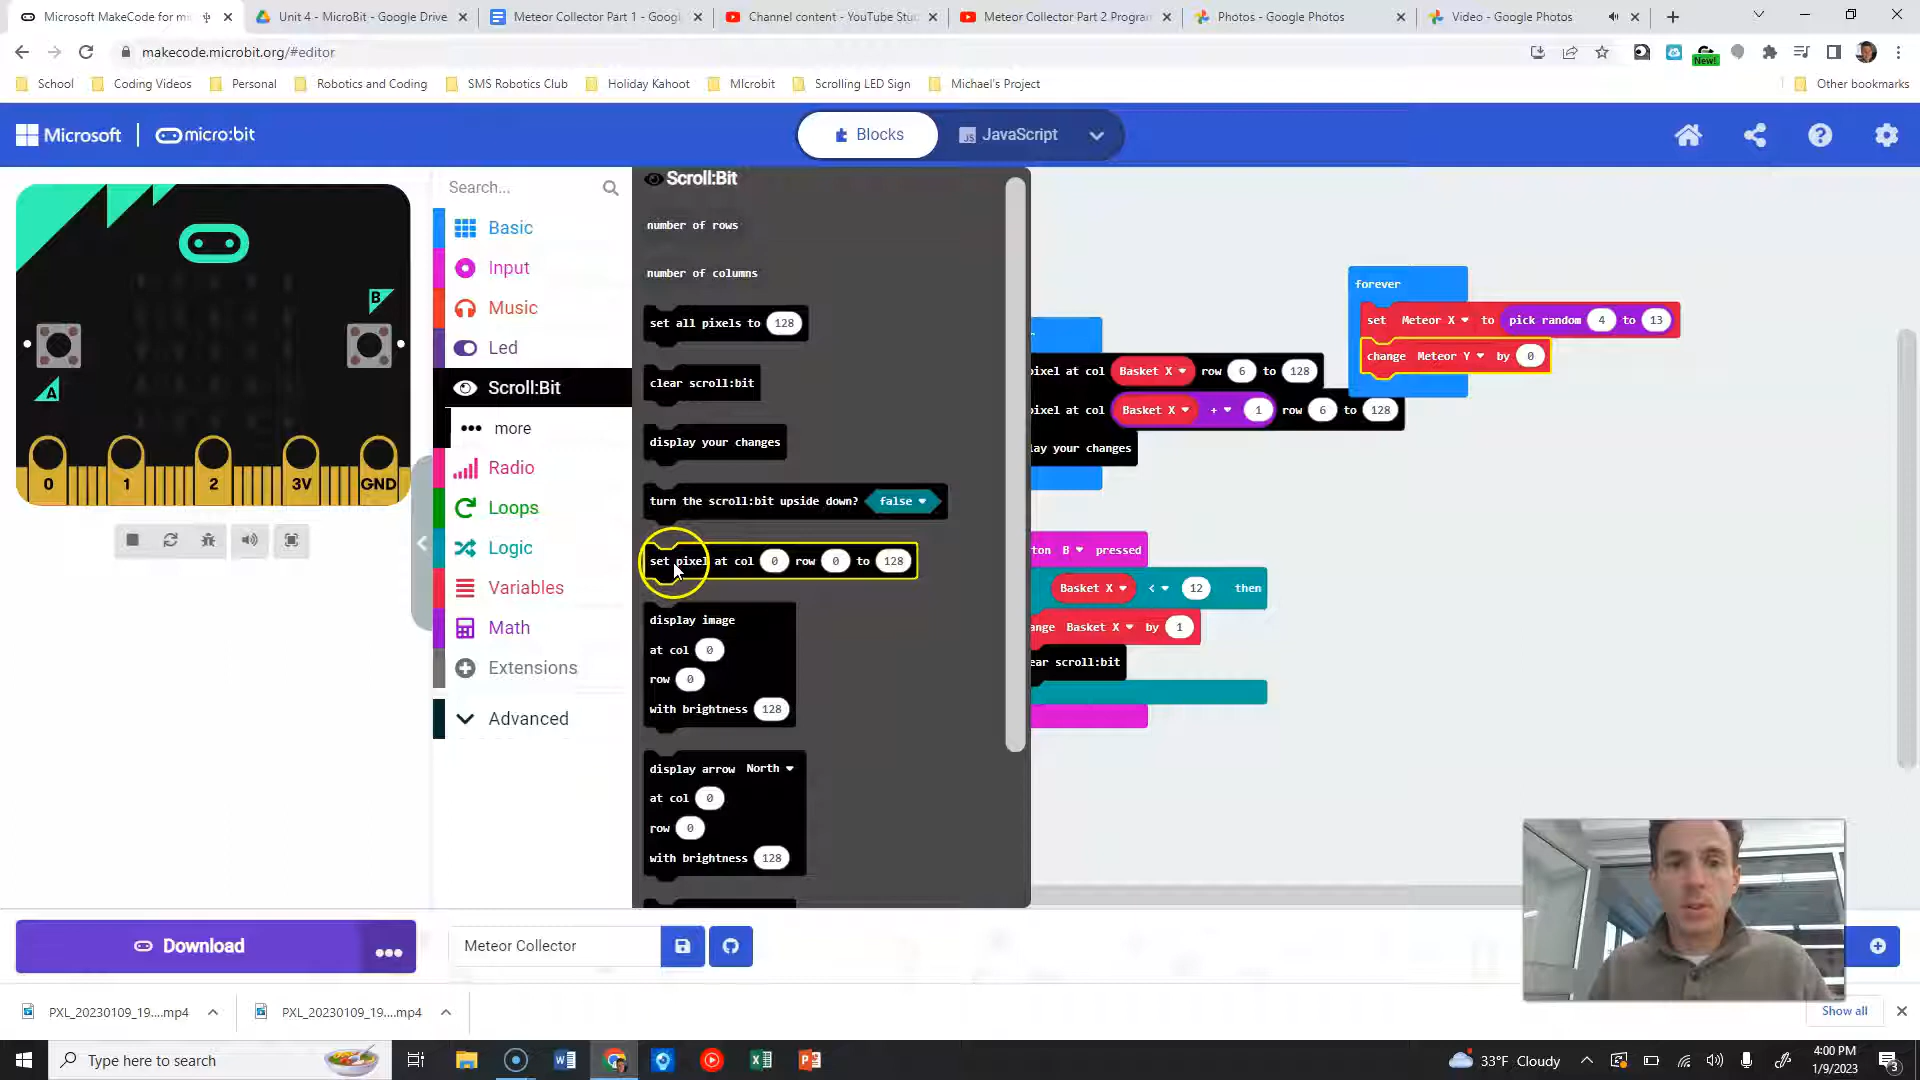 Microsoft MakeCode for mi
Unit 4 - MicroBit - Google Drive
Meteor Collector Part 1 - Googl
Channel content - YouTube Stu
Meteor Collector Part 2 Program
Photos - Google Photos
Video - Google Photos
makecode.microbit.org/#editor
New!
School
Coding Videos
Personal
Robotics and Coding
SMS Robotics Club
Holiday Kahoot
MIcrobit
Scrolling LED Sign
Michael's Project
Other bookmarks
Microsoft
micro:bit
Blocks
JS
JavaScript
A
B
0
1
2
3V
GND
Search...
Basic
Input
Music
Led
Scroll:Bit
more
Radio
Loops
Logic
Variables
Math
Extensions
Advanced
Scroll:Bit
number of rows
number of columns
set all pixels to 128
clear scroll:bit
display your changes
turn the scroll:bit upside down? false
set pixel at col 0 row 0 to 128
display image
at col 0
row 0
with brightness 128
display arrow North
at col 0
row 0
with brightness 128
forever
set Meteor X to pick random 4 to 13
change Meteor Y by 0
pixel at col Basket X row 6 to 128
pixel at col Basket X + 1 row 6 to 128
lay your changes
ton B pressed
Basket X < 12 then
ange Basket X by 1
ear scroll:bit
Download
Meteor Collector
PXL_20230109_19....mp4
PXL_20230109_19....mp4
Show all
Type here to search
33°F Cloudy
4:00 PM
1/9/2023
3